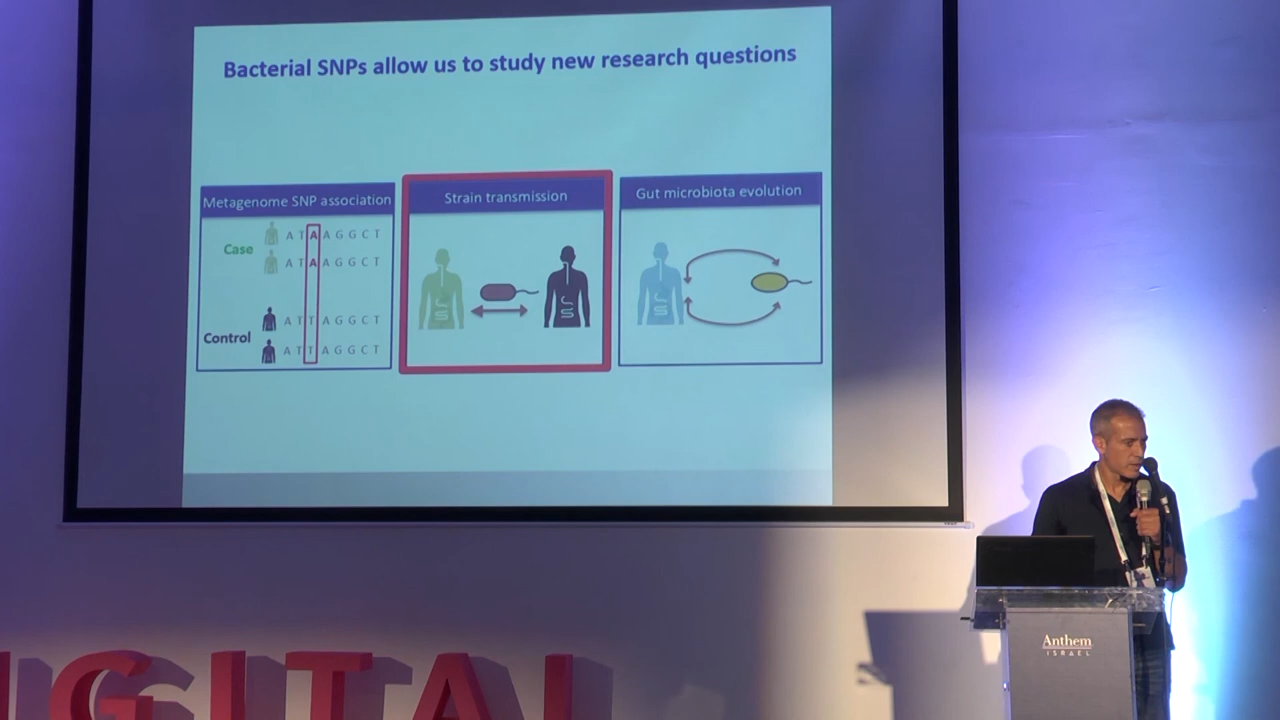 Bacterial SNPs allow us to study new research questions
Metagenome SNP association
Case
A T A A G G C T
A T A A G G C T
Control
A T T A G G C T
A T T A G G C T
Strain transmission
Gut microbiota evolution
Anthem
ISRAEL
IGITAL